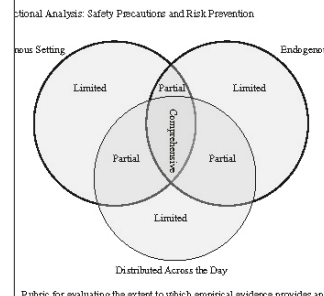 ctional Analysis: Safety Precautions and Risk Prevention
nous Setting
Endogenou
Limited
Partial
Limited
Comprehensive
Partial
Partial
Limited
Distributed Across the Day
Rubric for evaluating the extent to which empirical evidence provides an